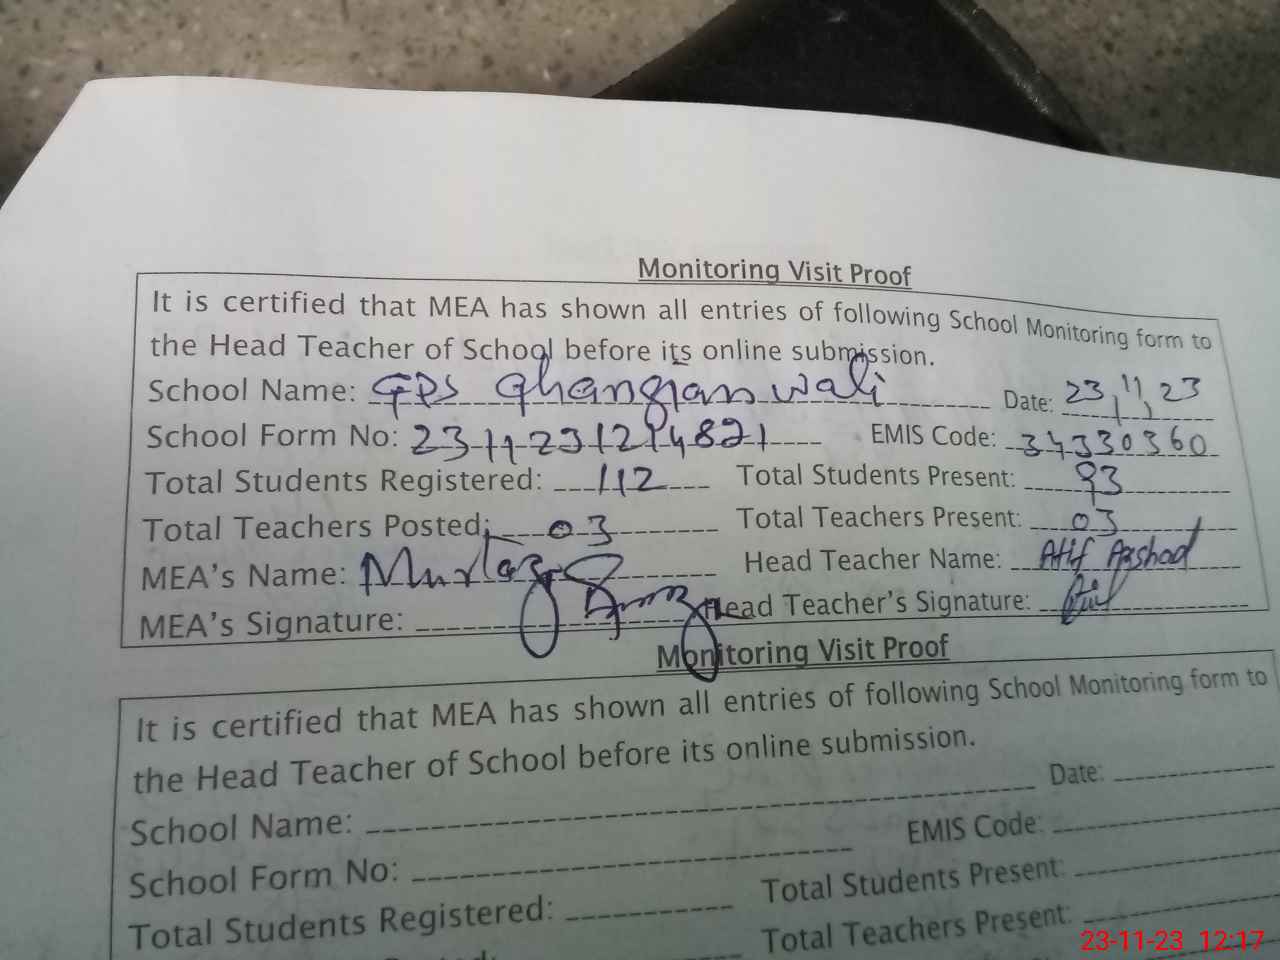 Monitoring Visit Proof
It is certified that MEA has shown all entries of following School Monitoring form to
the Head Teacher of School before its online submission.
School Name: GPS Ghangranwali Date: 23,11,23
School Form No: 2311231214821 EMIS Code: 34330360
Total Students Registered: 112 Total Students Present: 93
Total Teachers Posted: 03 Total Teachers Present: 03
MEA's Name: Murtaza Head Teacher Name: Atif Arshad
MEA's Signature: Head Teacher's Signature:
Monitoring Visit Proof
It is certified that MEA has shown all entries of following School Monitoring form to
the Head Teacher of School before its online submission.
School Name: Date:
School Form No: EMIS Code:
Total Students Registered: Total Students Present:
Total Teachers Present:
23-11-23 12:17